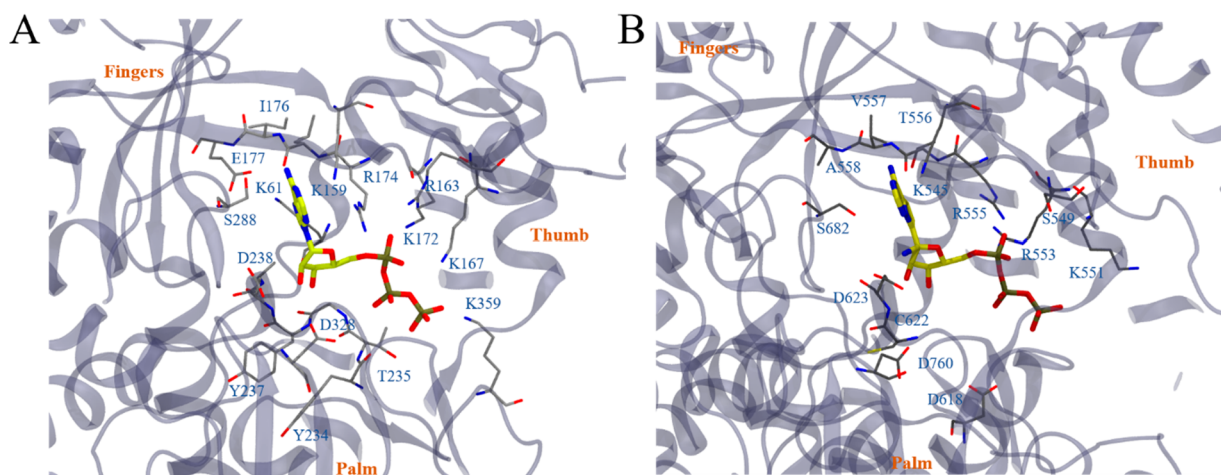 A
Fingers
I176
E177
K61
K159
R174
R163
S288
K172
Thumb
D238
K167
K359
D328
Y237
T235
Y234
Palm
B
Fingers
V557
T556
Thumb
A558
K545
R555
S549
S682
R553
K551
D623
C622
D760
D618
Palm